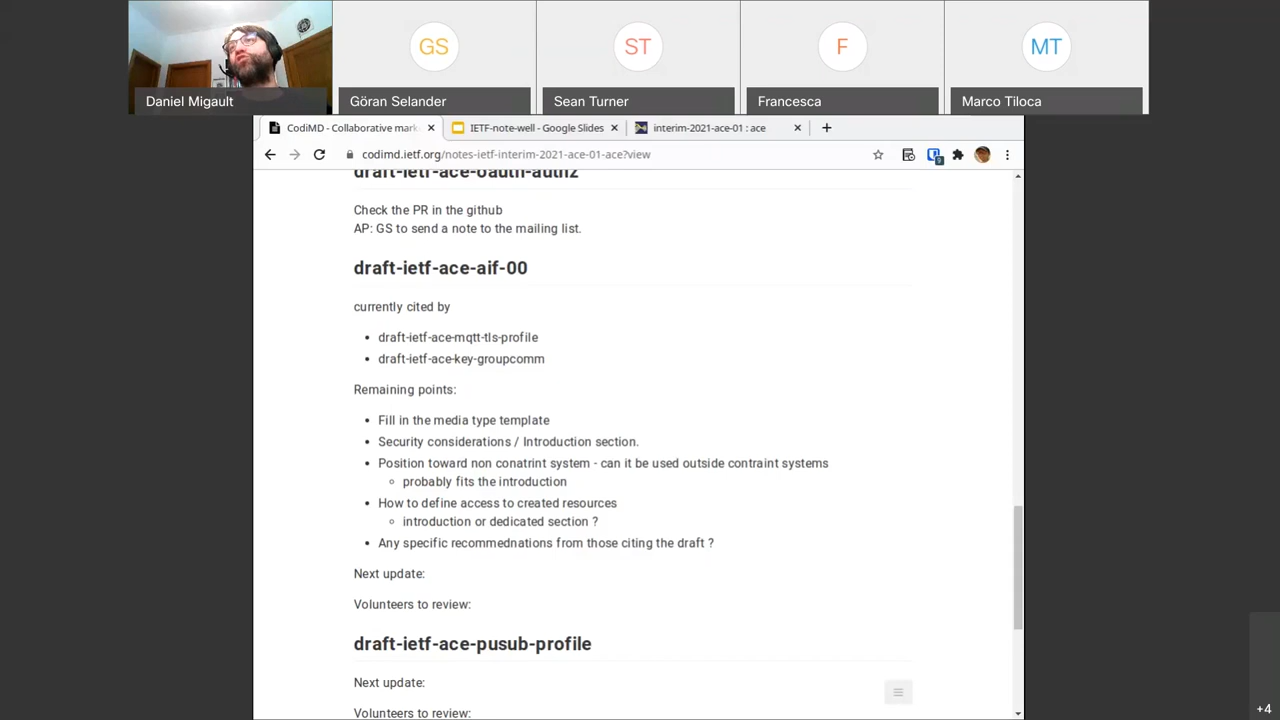 GS
ST
F
MT
Daniel Migault
Göran Selander
Sean Turner
Francesca
Marco Tiloca
CodiMD - Collaborative mark
IETF-note-well - Google Slides
interim-2021-ace-01 : ace
codimd.ietf.org/notes-ietf-interim-2021-ace-01-ace?view
draft-ietf-ace-oauth-authz
Check the PR in the github
AP: GS to send a note to the mailing list.
draft-ietf-ace-aif-00
currently cited by
• draft-ietf-ace-mqtt-tls-profile
• draft-ietf-ace-key-groupcomm
Remaining points:
• Fill in the media type template
• Security considerations / Introduction section.
• Position toward non conatrint system - can it be used outside contraint systems
◦ probably fits the introduction
• How to define access to created resources
◦ introduction or dedicated section ?
• Any specific recommednations from those citing the draft ?
Next update:
Volunteers to review:
draft-ietf-ace-pusub-profile
Next update:
Volunteers to review:
+4